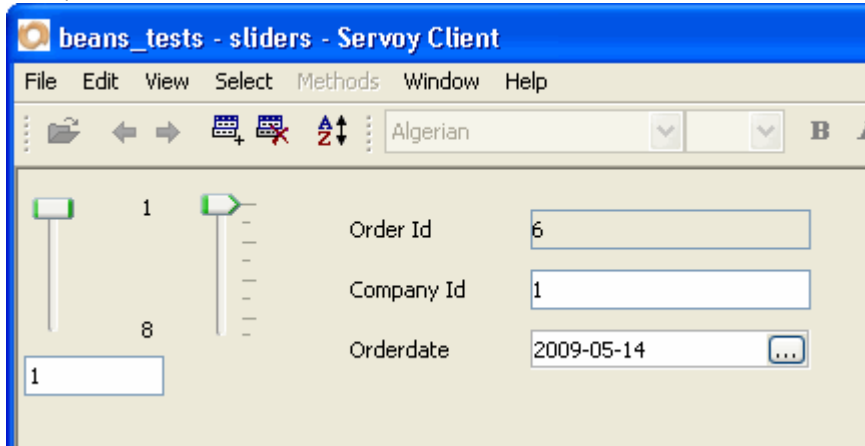 beans_tests - sliders - Servoy Client
File Edit View Select Methods Window Help
Algerian B
1
Order Id 6
Company Id 1
8
Orderdate 2009-05-14 ...
1